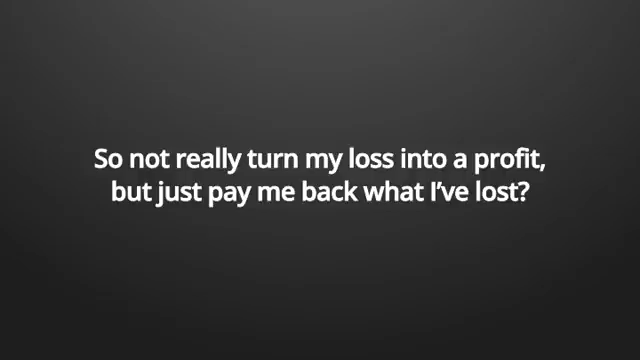 So not really turn my loss into a profit,
but just pay me back what I’ve lost?